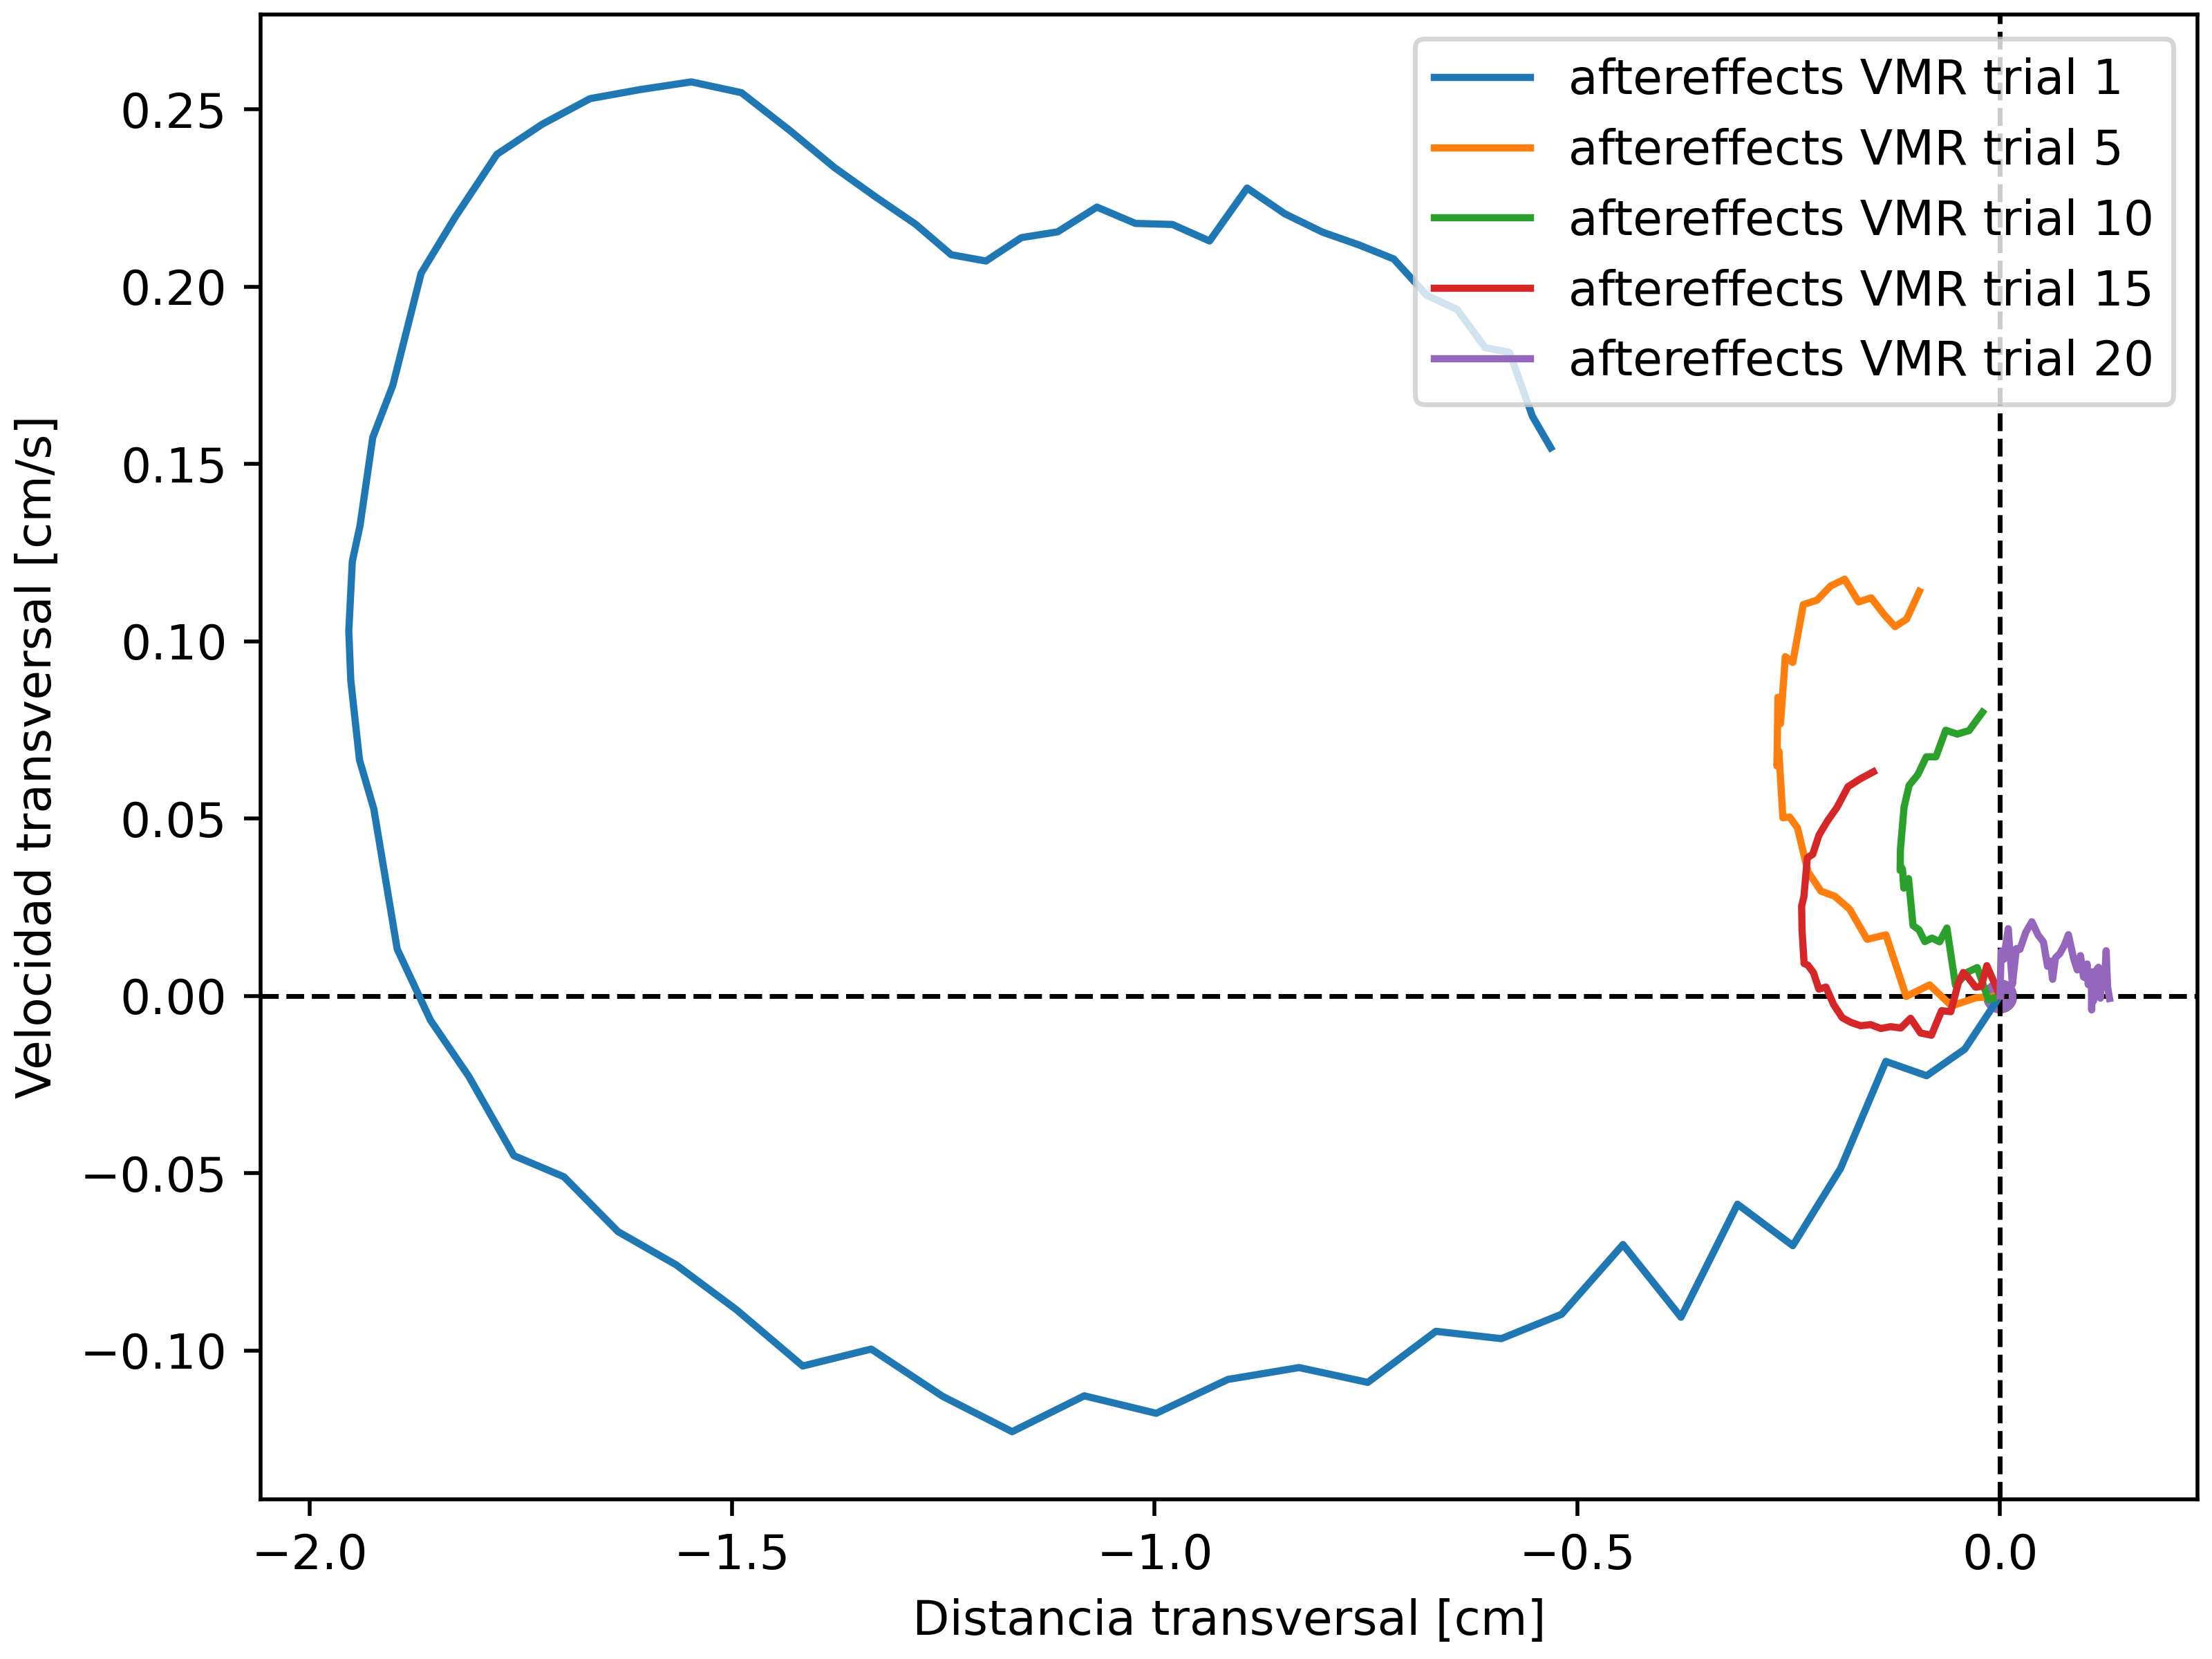 aftereffects VMR trial 1
aftereffects VMR trial 5
aftereffects VMR trial 10
aftereffects VMR trial 15
aftereffects VMR trial 20
Velocidad transversal [cm/s]
0.25
0.20
0.15
0.10
0.05
0.00
−0.05
−0.10
−2.0 −1.5 −1.0 −0.5 0.0
Distancia transversal [cm]